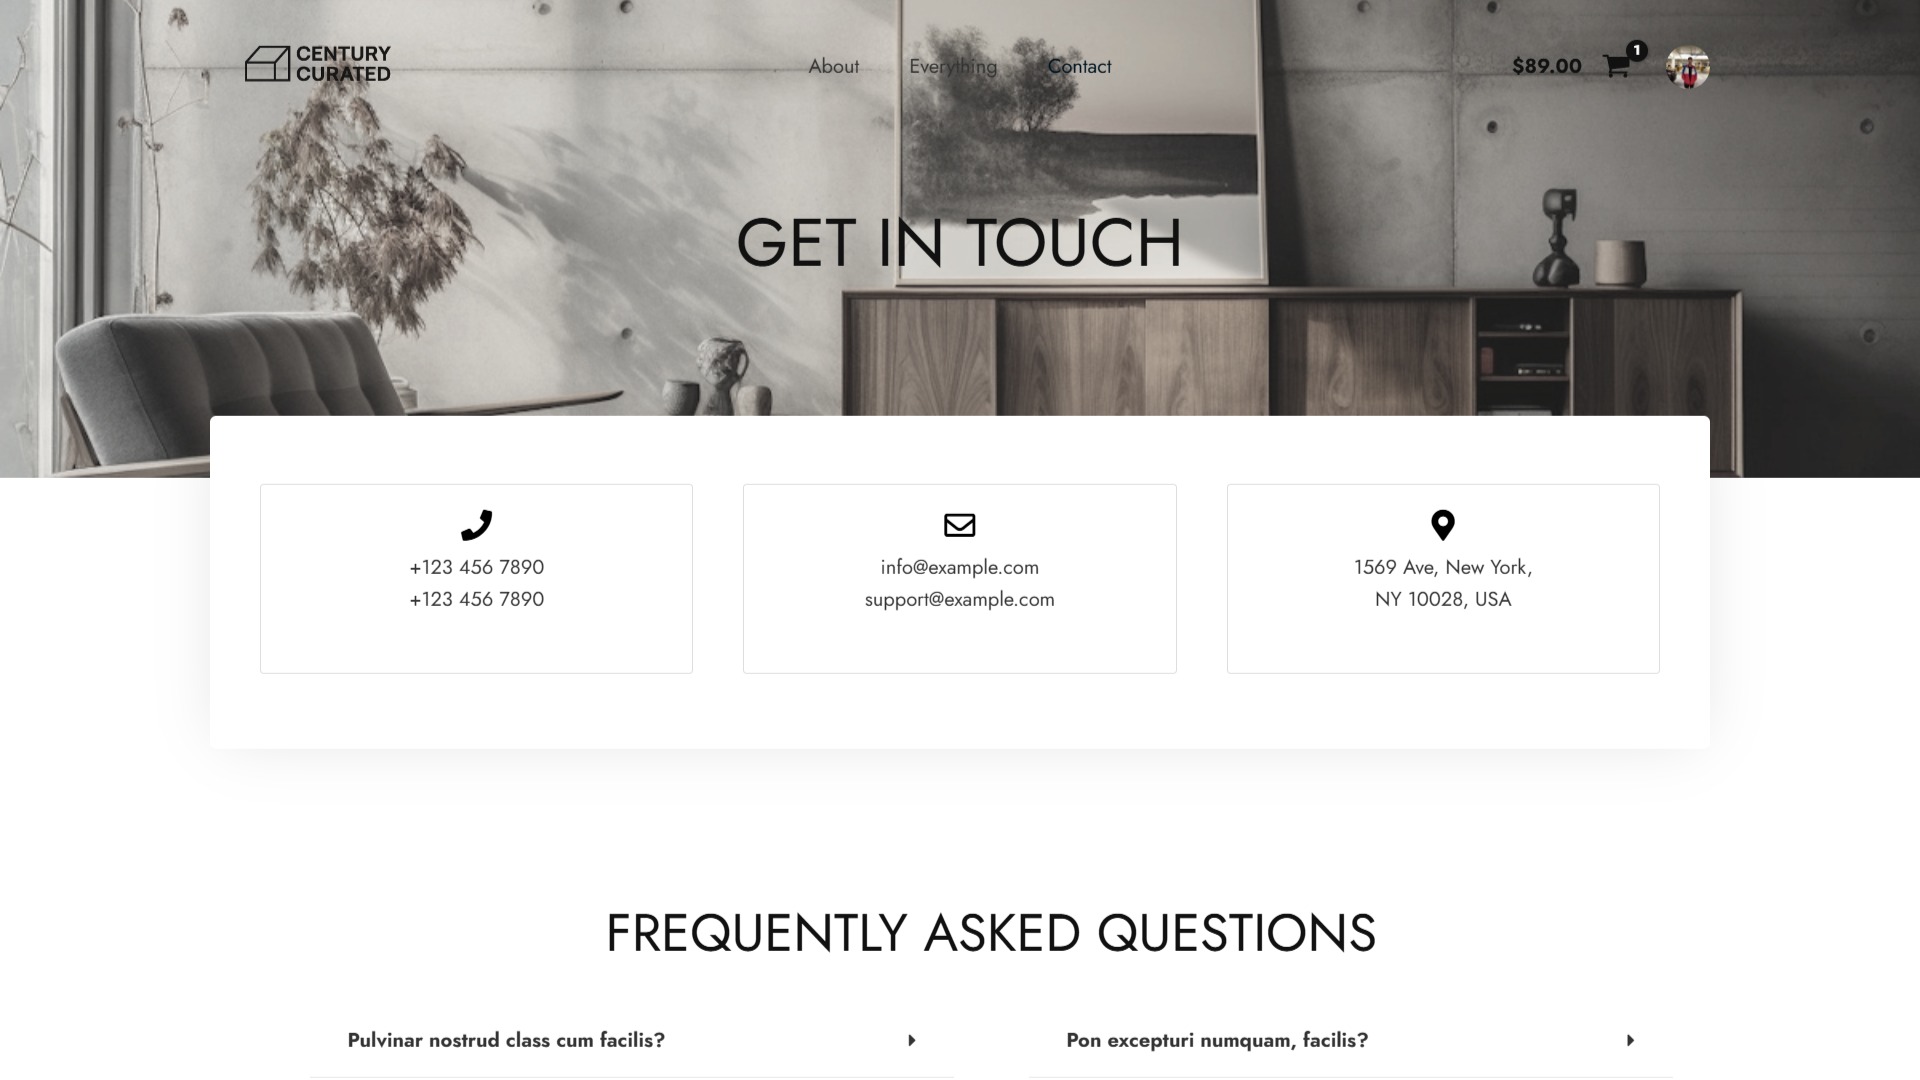 CENTURY
CURATED
About
Everything
Contact
$89.00
1
GET IN TOUCH
+123 456 7890
+123 456 7890
info@example.com
support@example.com
1569 Ave, New York,
NY 10028, USA
FREQUENTLY ASKED QUESTIONS
Pulvinar nostrud class cum facilis?
Pon excepturi numquam, facilis?